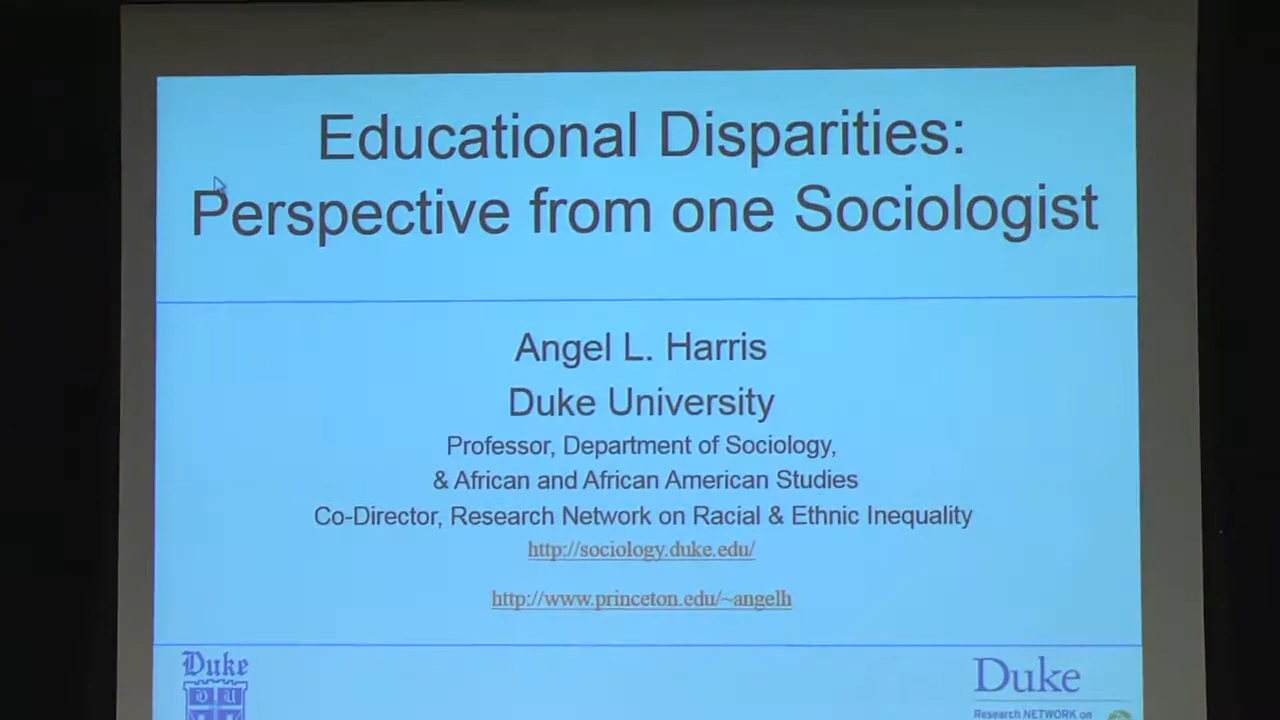 Educational Disparities:
Perspective from one Sociologist
Angel L. Harris
Duke University
Professor, Department of Sociology,
& African and African American Studies
Co-Director, Research Network on Racial & Ethnic Inequality
http://sociology.duke.edu/
http://www.princeton.edu/~angelh
Duke
D U
Duke
Research NETWORK on